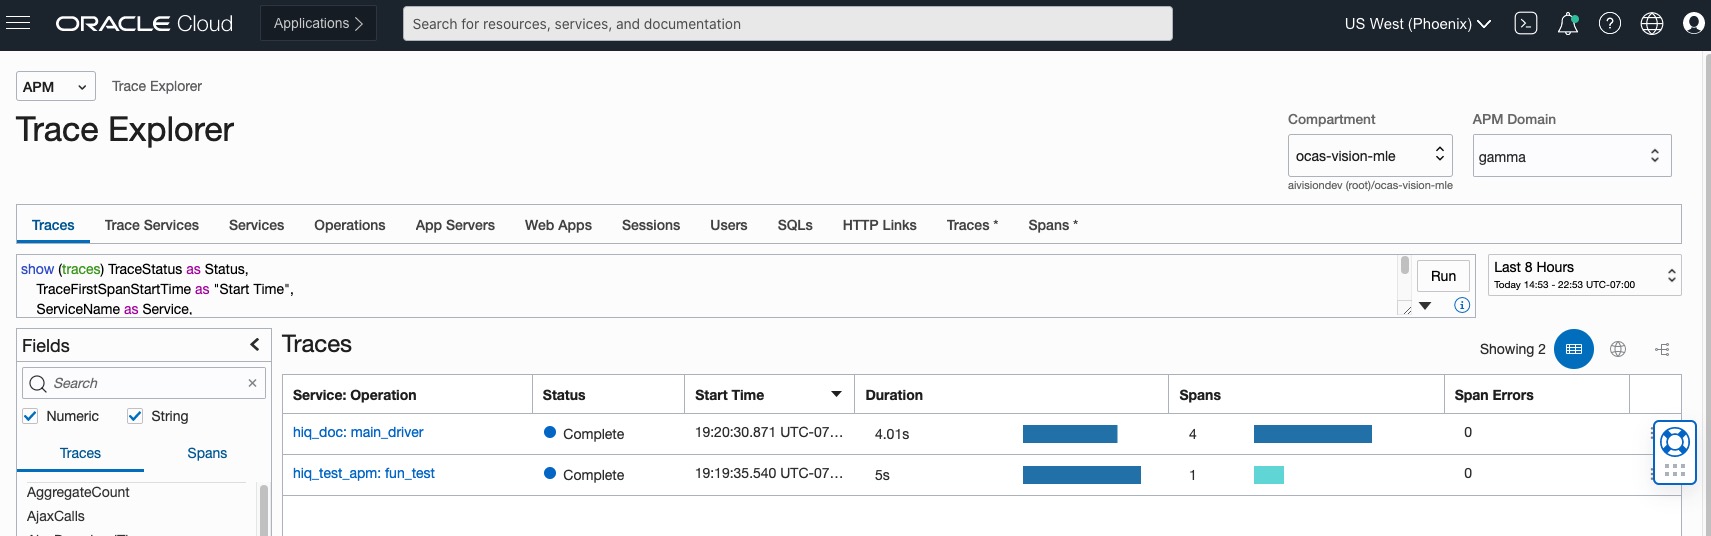 ORACLE Cloud
Applications
Search for resources, services, and documentation
US West (Phoenix)
APM
Trace Explorer
Trace Explorer
Compartment
APM Domain
ocas-vision-mle
gamma
aivisiondev (root)/ocas-vision-mle
Traces Trace Services Services Operations App Servers Web Apps Sessions Users SQLs HTTP Links Traces * Spans *
show (traces) TraceStatus as Status,
TraceFirstSpanStartTime as "Start Time",
ServiceName as Service,
Run
Last 8 Hours
Today 14:53 - 22:53 UTC-07:00
Fields
Search
Numeric String
Traces Spans
AggregateCount
AjaxCalls
Traces
Showing 2
Service: Operation Status Start Time Duration Spans Span Errors
hiq_doc: main_driver Complete 19:20:30.871 UTC-07... 4.01s 4 0
hiq_test_apm: fun_test Complete 19:19:35.540 UTC-07... 5s 1 0